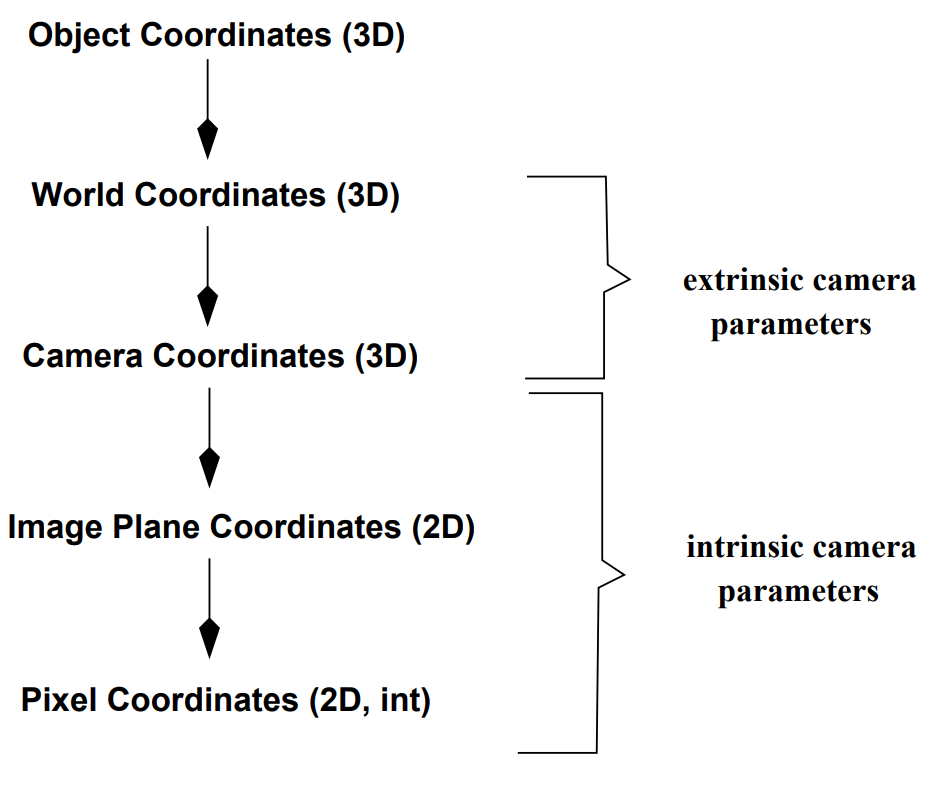 Object Coordinates (3D)
World Coordinates (3D)
extrinsic camera
parameters
Camera Coordinates (3D)
Image Plane Coordinates (2D)
intrinsic camera
parameters
Pixel Coordinates (2D, int)